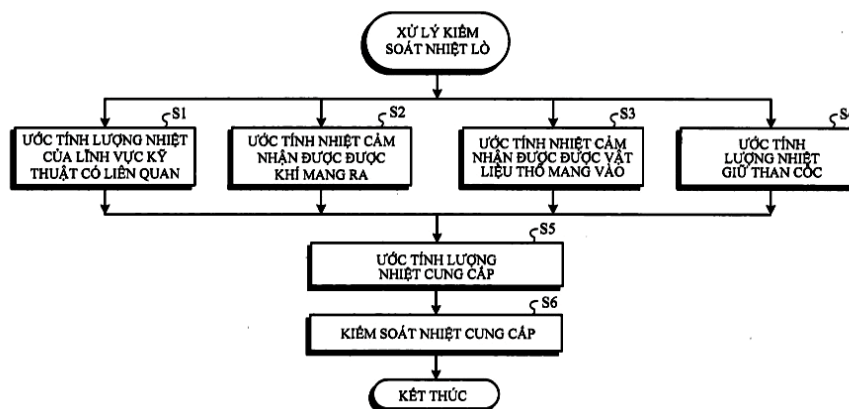 XỬ LÝ KIỂM
SOÁT NHIỆT LÒ
S1
ƯỚC TÍNH LƯỢNG NHIỆT
CỦA LĨNH VỰC KỸ
THUẬT CÓ LIÊN QUAN
S2
ƯỚC TÍNH NHIỆT CẢM
NHẬN ĐƯỢC ĐƯỢC
KHÍ MANG RA
S3
ƯỚC TÍNH NHIỆT CẢM
NHẬN ĐƯỢC ĐƯỢC VẬT
LIỆU THÔ MANG VÀO
S4
ƯỚC TÍNH
LƯỢNG NHIỆT
GIỮ THAN CỐC
S5
ƯỚC TÍNH LƯỢNG
NHIỆT CUNG CẤP
S6
KIỂM SOÁT NHIỆT CUNG CẤP
KẾT THÚC